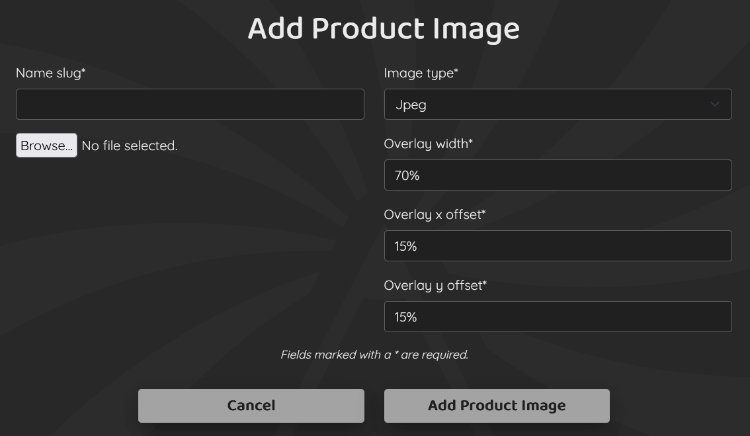 Add Product Image
Name slug*
Browse... No file selected.
Image type*
Jpeg
Overlay width*
70%
Overlay x offset*
15%
Overlay y offset*
15%
Fields marked with a * are required.
Cancel
Add Product Image